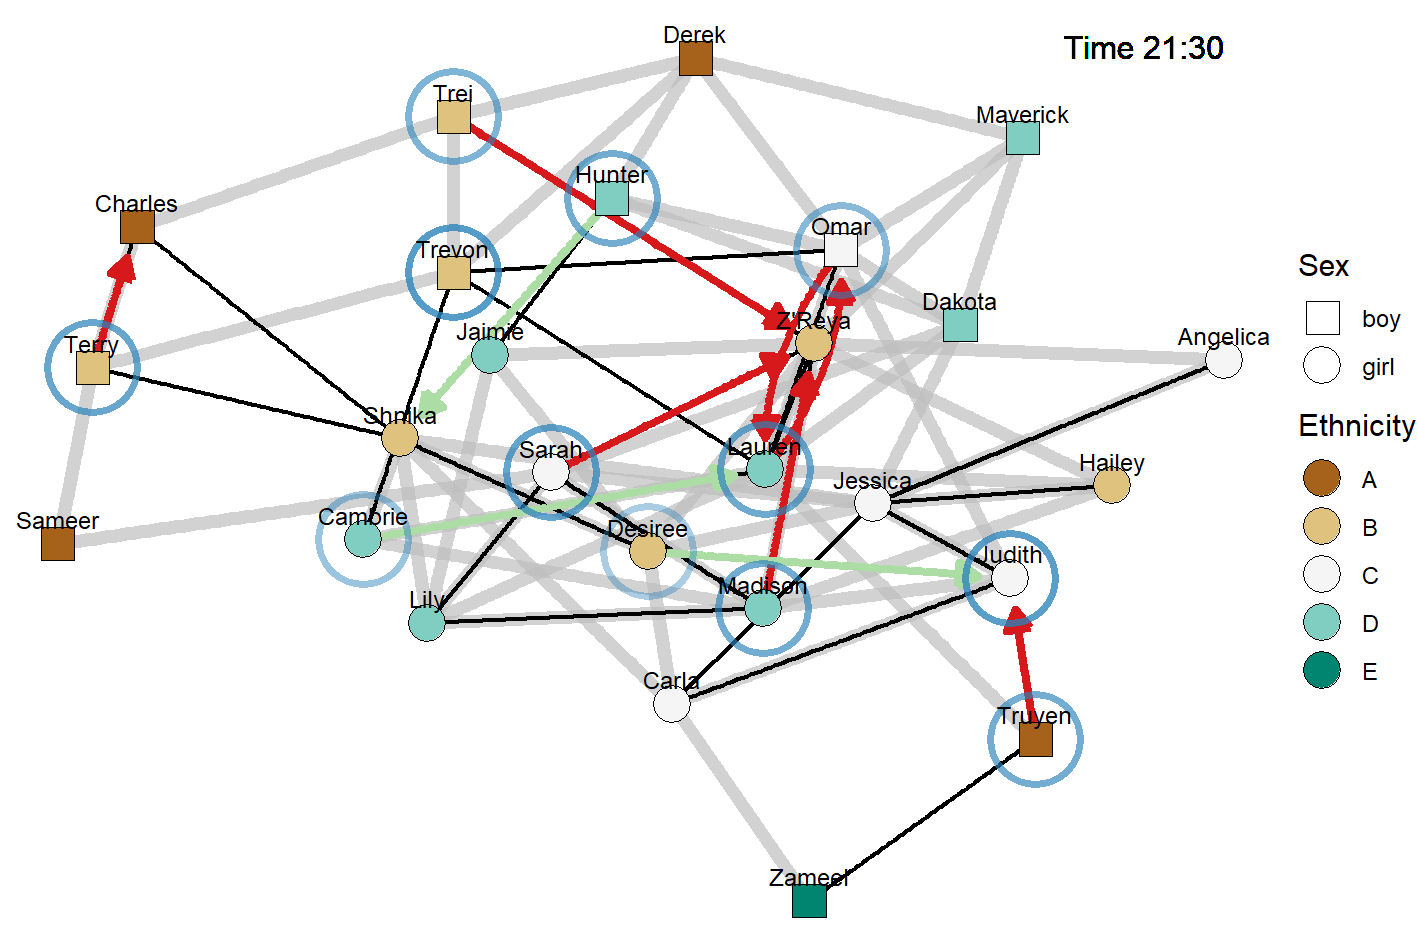 Derek
Time 21:30
Trei
Maverick
Hunter
Charles
Omar
Trevon
Sex
Dakota
boy
Jaimie
Z'Reya
Angelica
Terry
girl
Shnika
Ethnicity
Sarah
Lauren
Hailey
Jessica
A
Sameer
Cambrie
Desiree
B
Judith
C
Madison
Lily
D
Carla
E
Truyen
Zameel